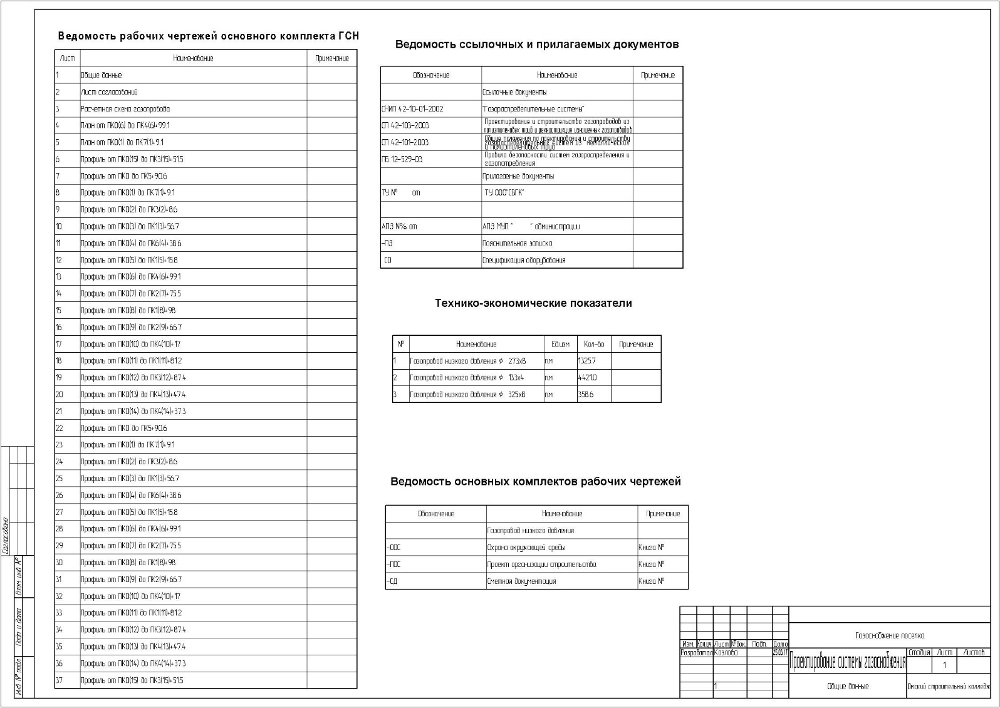 Ведомость рабочих чертежей основного комплекта ГСН
Лист Наименование Примечание
1 Общие данные
2 Лист согласований
3 Расчетная схема газопровода
4 План от ПК0(6) до ПК4(6)+99.1
5 План от ПК0(1) до ПК7(1)+9.1
6 Профиль от ПК0(15) до ПК3(15)+51.5
7 Профиль от ПК0 до ПК5+90.6
8 Профиль от ПК0(1) до ПК7(1)+9.1
9 Профиль от ПК0(2) до ПК3(2)+8.6
10 Профиль от ПК0(3) до ПК1(3)+56.7
11 Профиль от ПК0(4) до ПК6(4)+38.6
12 Профиль от ПК0(5) до ПК1(5)+15.8
13 Профиль от ПК0(6) до ПК4(6)+99.1
14 Профиль от ПК0(7) до ПК2(7)+75.5
15 Профиль от ПК0(8) до ПК1(8)+98
16 Профиль от ПК0(9) до ПК2(9)+66.7
17 Профиль от ПК0(10) до ПК4(10)+17
18 Профиль от ПК0(11) до ПК1(11)+81.2
19 Профиль от ПК0(12) до ПК3(12)+87.4
20 Профиль от ПК0(13) до ПК4(13)+47.4
21 Профиль от ПК0(14) до ПК4(14)+37.3
22 Профиль от ПК0 до ПК5+90.6
23 Профиль от ПК0(1) до ПК7(1)+9.1
24 Профиль от ПК0(2) до ПК3(2)+8.6
25 Профиль от ПК0(3) до ПК1(3)+56.7
26 Профиль от ПК0(4) до ПК6(4)+38.6
27 Профиль от ПК0(5) до ПК1(5)+15.8
28 Профиль от ПК0(6) до ПК4(6)+99.1
29 Профиль от ПК0(7) до ПК2(7)+75.5
30 Профиль от ПК0(8) до ПК1(8)+98
31 Профиль от ПК0(9) до ПК2(9)+66.7
32 Профиль от ПК0(10) до ПК4(10)+17
33 Профиль от ПК0(11) до ПК1(11)+81.2
34 Профиль от ПК0(12) до ПК3(12)+87.4
35 Профиль от ПК0(13) до ПК4(13)+47.4
36 Профиль от ПК0(14) до ПК4(14)+37.3
37 Профиль от ПК0(15) до ПК3(15)+51.5
Ведомость ссылочных и прилагаемых документов
Обозначение Наименование Примечание
Ссылочные документы
СНИП 42-10-01-2002 "Газораспределительные системы"
СП 42-103-2003 Проектирование и строительство газопроводов из
полиэтиленовых труб и реконструкция изношенных газопроводов
СП 42-101-2003 Общие положения по поектированию и строительству
газораспределительных систем из металлических
и полиэтиленовых труб
ПБ 12-529-03 Правила безопасности систем газораспределения и
газопотребления
Прилагаемые документы
ТУ № от ТУ ООО"СВГК"
АПЗ N% от АПЗ МУП " " администрации
-ПЗ Пояснительная записка
СО Спецификация оборубования
Технико-экономические показатели
№ Наименование Ед.изм Кол-во Примечание
1 Газопровод низкого давления ф 273х8 п.м 1325.7
2 Газопровод низкого давления ф 133х4 п.м 4421.0
3 Газопровод низкого давления ф 325х8 п.м 358.6
Ведомость основных комплектов рабочих чертежей
Обозначение Наименование Примечание
Газопровод низкого давления
-ООС Охрана окружающей среды Книга №
-ПОС Проект организации строительства Книга №
-СД Сметная документация Книга №
Согласовано
Взам. инв. №
Подп. и дата
Инв. № подл.
Изм. Кол.уч. Лист №док. Подп. Дата
Разработал Козлова 25.03.17
1
Газоснабжение поселка
Проектирование системы газоснабжения
Стадия Лист Листов
1
Общие данные
Омский строительный колледж